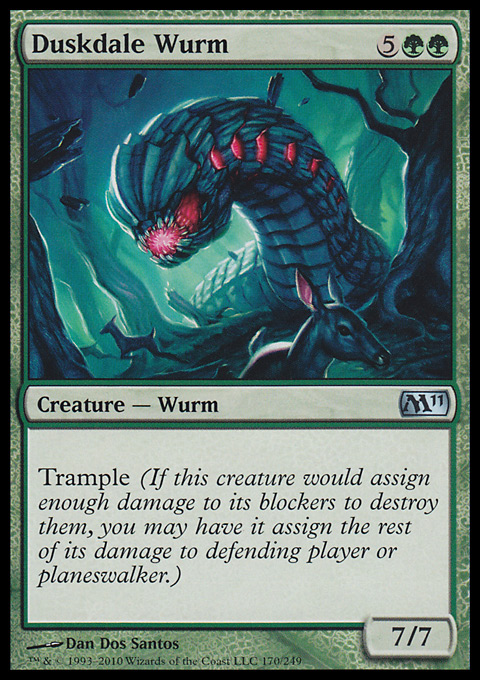 Duskdale Wurm 5
Creature — Wurm M11
Trample (If this creature would assign
enough damage to its blockers to destroy
them, you may have it assign the rest
of its damage to defending player or
planeswalker.)
7/7
Dan Dos Santos
™ & © 1993–2010 Wizards of the Coast LLC 170/249